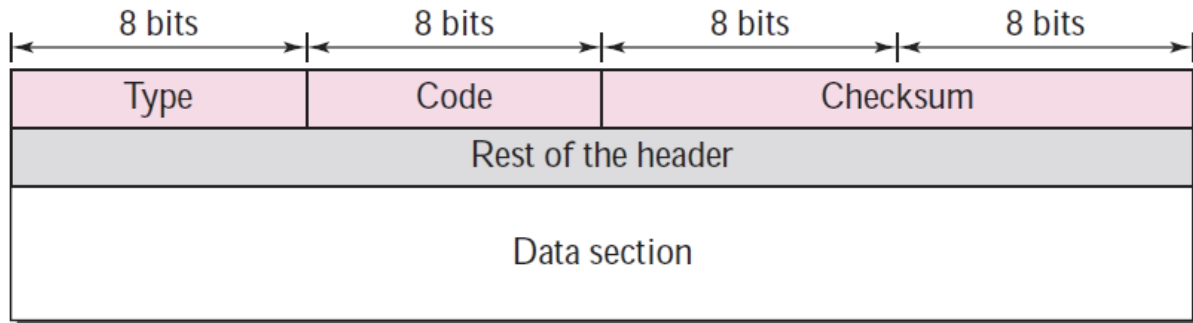 8 bits 8 bits 8 bits 8 bits
Type Code Checksum
Rest of the header
Data section